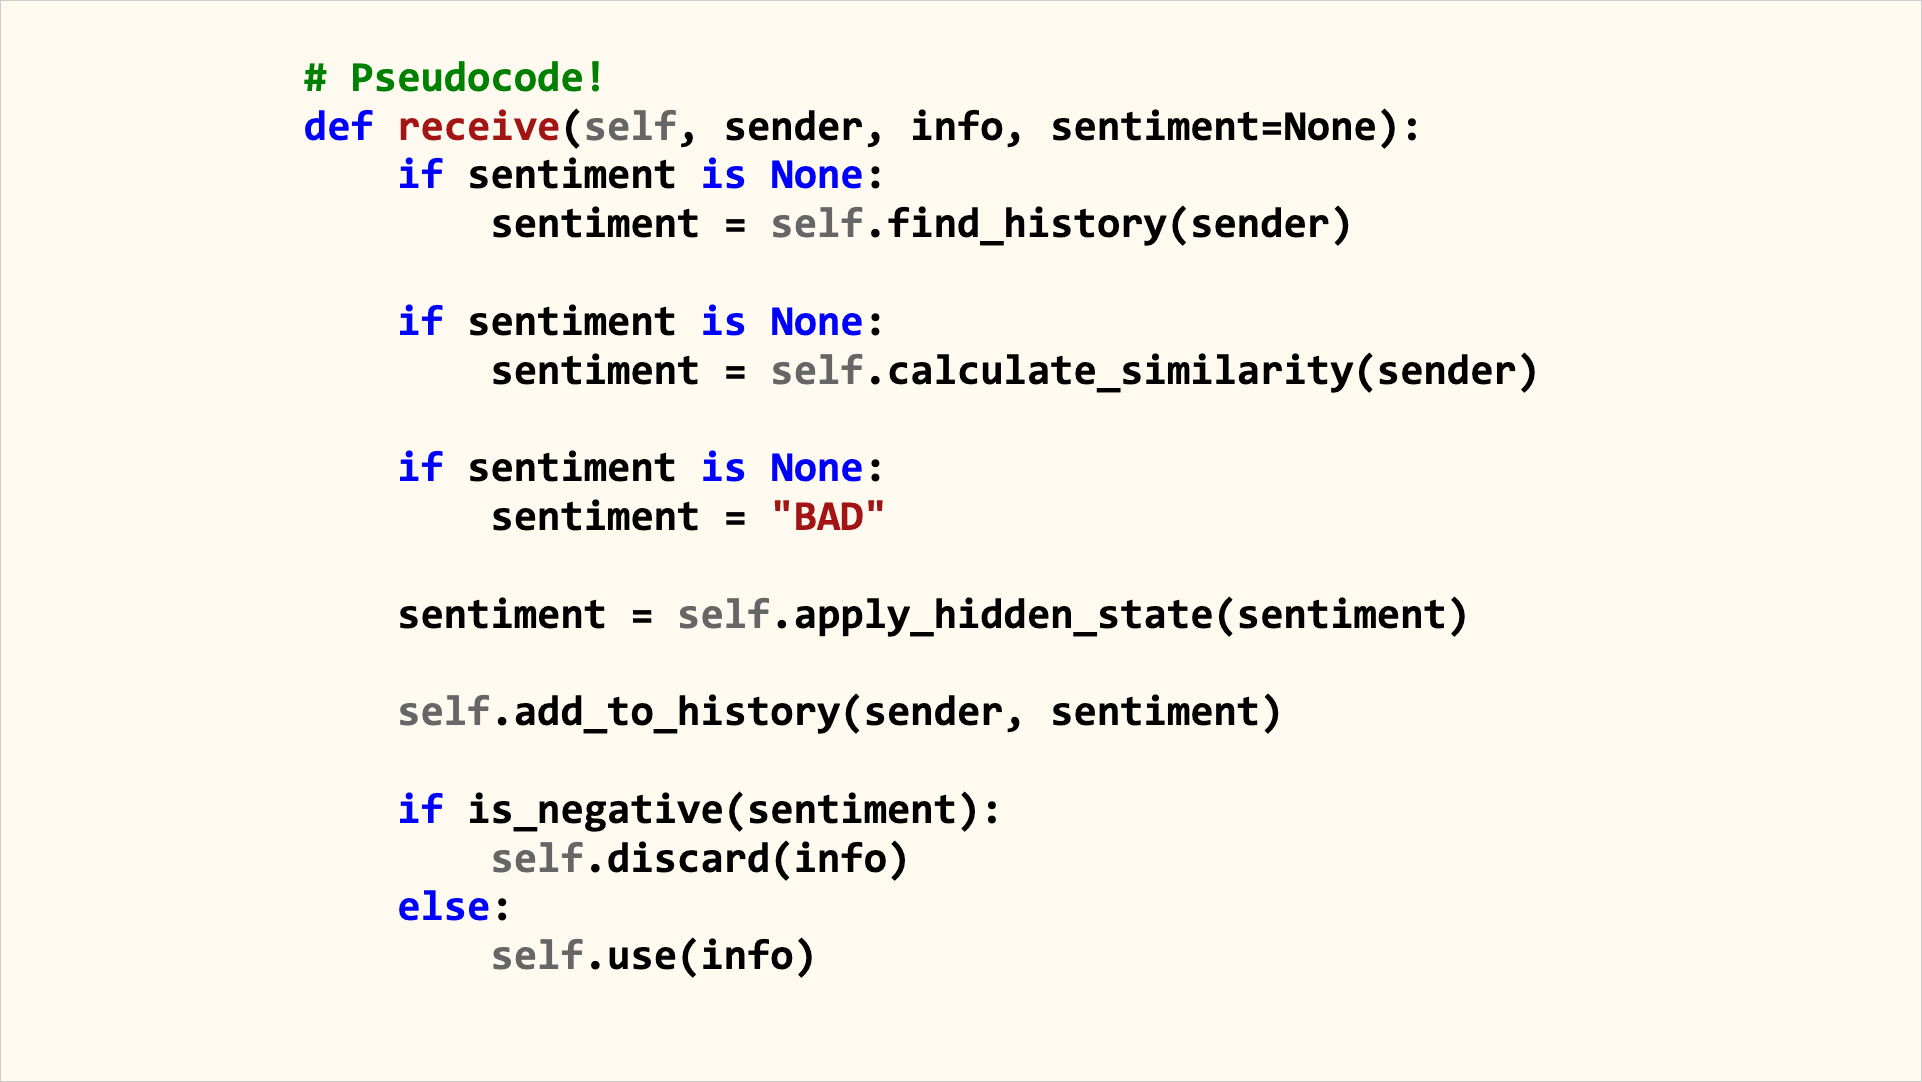 # Pseudocode!
def receive(self, sender, info, sentiment=None):
    if sentiment is None:
        sentiment = self.find_history(sender)

    if sentiment is None:
        sentiment = self.calculate_similarity(sender)

    if sentiment is None:
        sentiment = "BAD"

    sentiment = self.apply_hidden_state(sentiment)

    self.add_to_history(sender, sentiment)

    if is_negative(sentiment):
        self.discard(info)
    else:
        self.use(info)